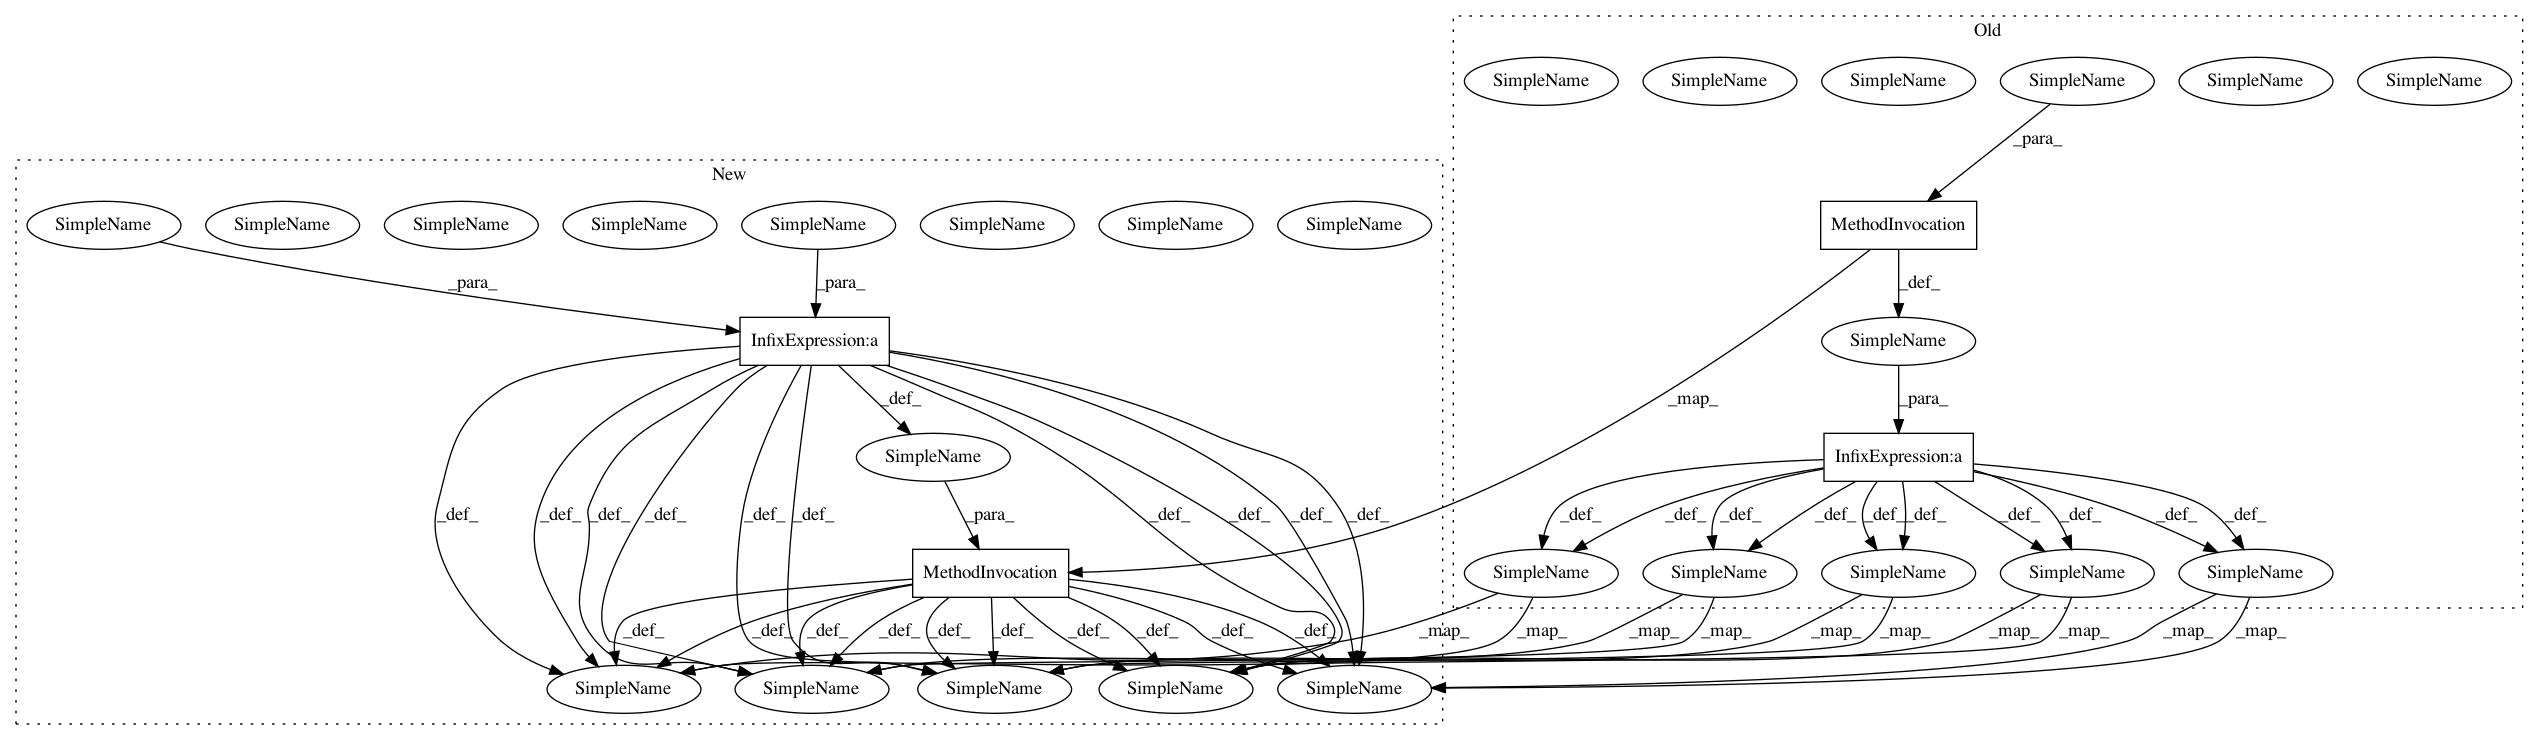 Old
SimpleName SimpleName SimpleName SimpleName SimpleName SimpleName
_para_
New
SimpleName SimpleName SimpleName SimpleName SimpleName SimpleName SimpleName SimpleName MethodInvocation
_para_ _para_ _def_
InfixExpression:a SimpleName
_def_ _map_ _para_
SimpleName InfixExpression:a
_def_ _def_ _def_ _def_ _def_ _def_ _para_ _def_ _def_ _def_ _def_ _def_ _def_ _def_ _def_ _def_ _def_ _def_ _def_ _def_ _def_
MethodInvocation SimpleName SimpleName SimpleName SimpleName SimpleName
_def_ _def_ _def_ _def_ _def_ _def_ _def_ _def_ _def_ _def_ _map_ _map_ _map_ _map_ _map_ _map_ _map_ _map_ _map_ _map_
SimpleName SimpleName SimpleName SimpleName SimpleName